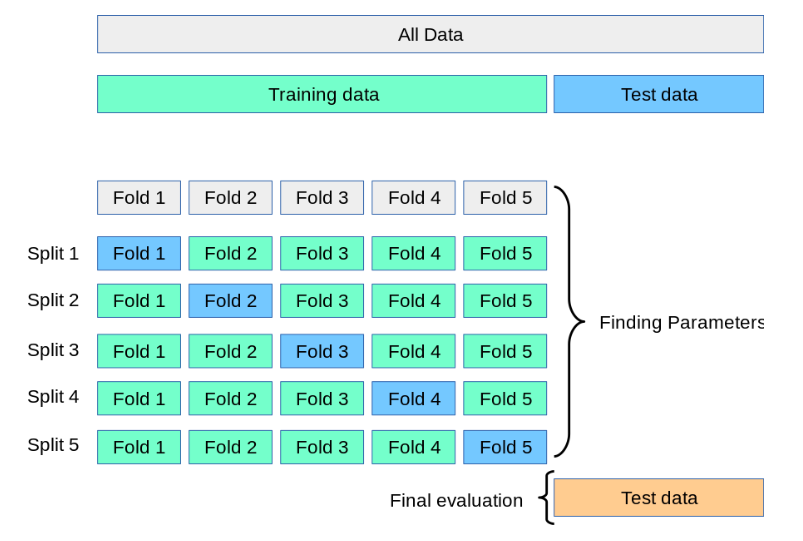 All Data
Training data Test data
Fold 1 Fold 2 Fold 3 Fold 4 Fold 5
Split 1 Fold 1 Fold 2 Fold 3 Fold 4 Fold 5
Split 2 Fold 1 Fold 2 Fold 3 Fold 4 Fold 5
Finding Parameters
Split 3 Fold 1 Fold 2 Fold 3 Fold 4 Fold 5
Split 4 Fold 1 Fold 2 Fold 3 Fold 4 Fold 5
Split 5 Fold 1 Fold 2 Fold 3 Fold 4 Fold 5
Final evaluation Test data